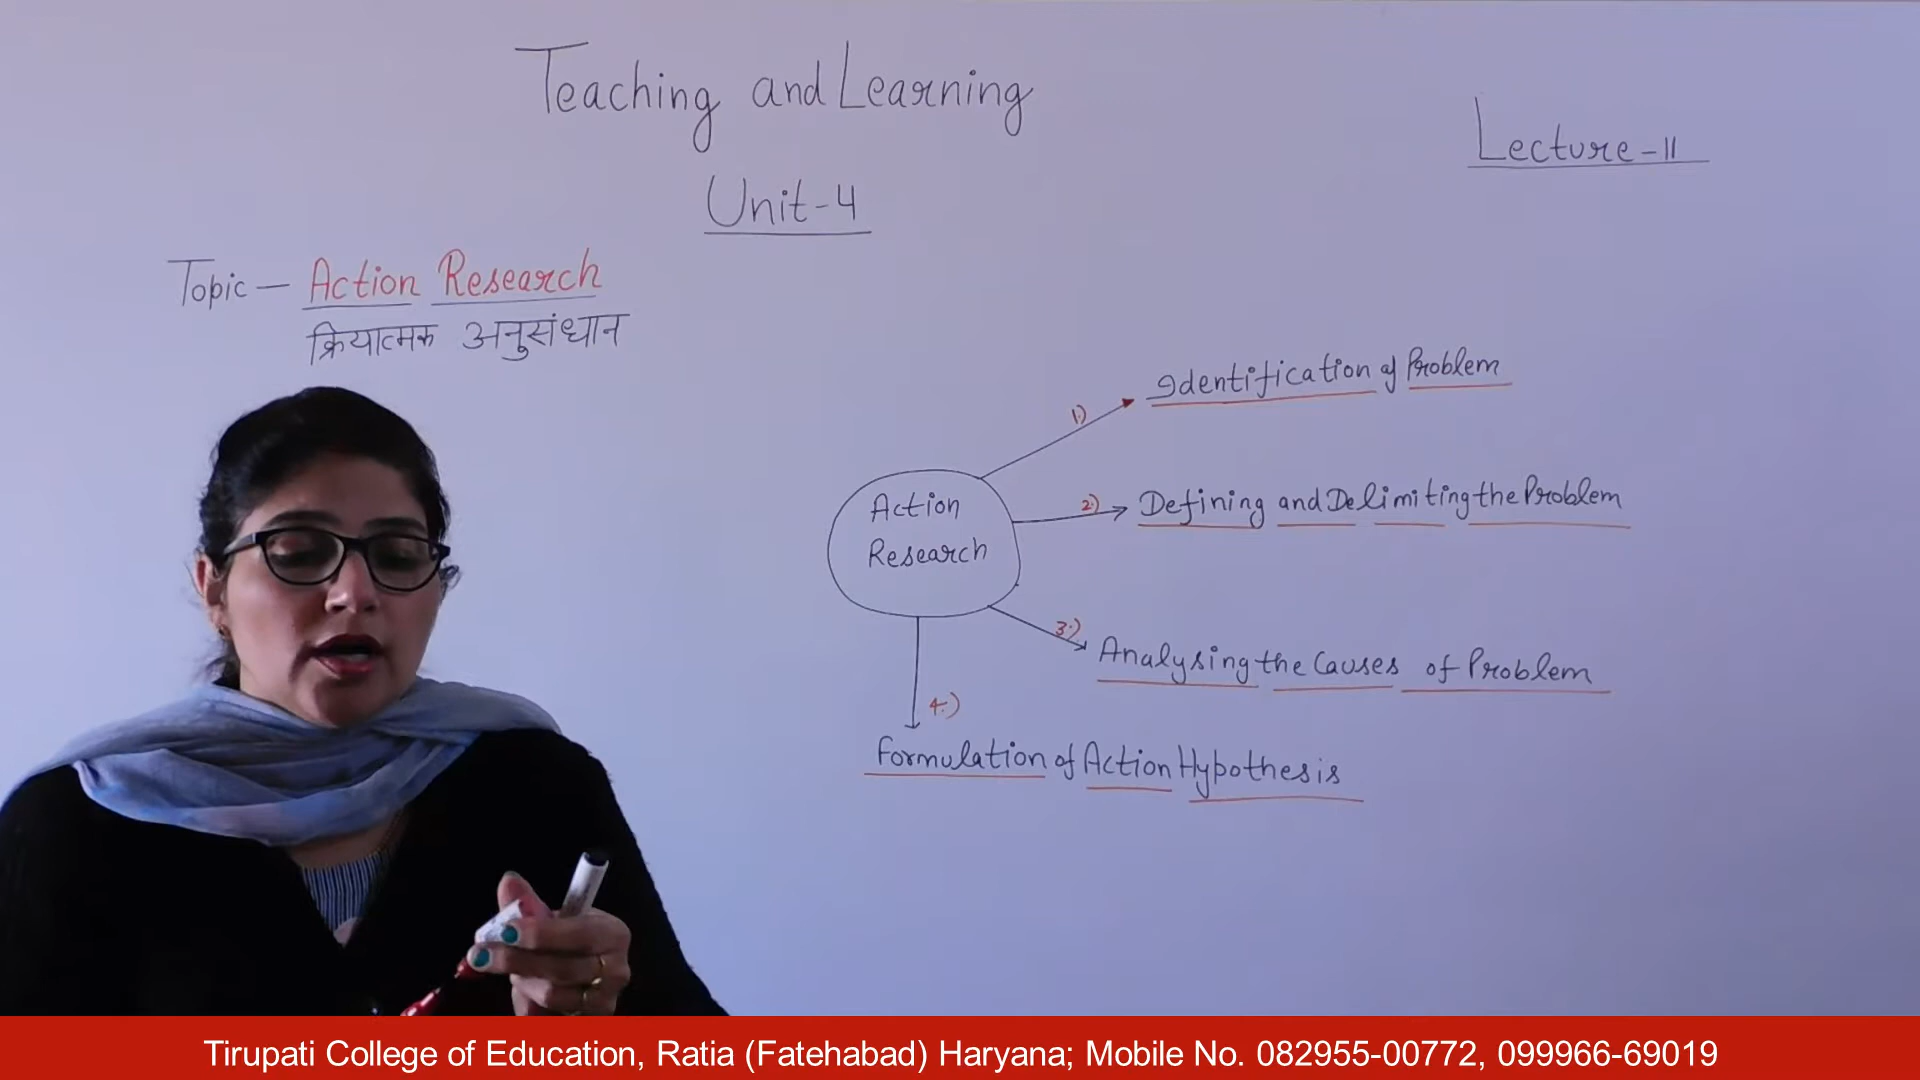 Teaching and Learning
Lecture-11
Unit-4
Topic — Action Research
क्रियात्मक अनुसंधान
1.) Identification of Problem
Action
Research
2.) Defining and Delimiting the Problem
3.) Analysing the Causes of Problem
4.)
Formulation of Action Hypothesis
Tirupati College of Education, Ratia (Fatehabad) Haryana; Mobile No. 082955-00772, 099966-69019